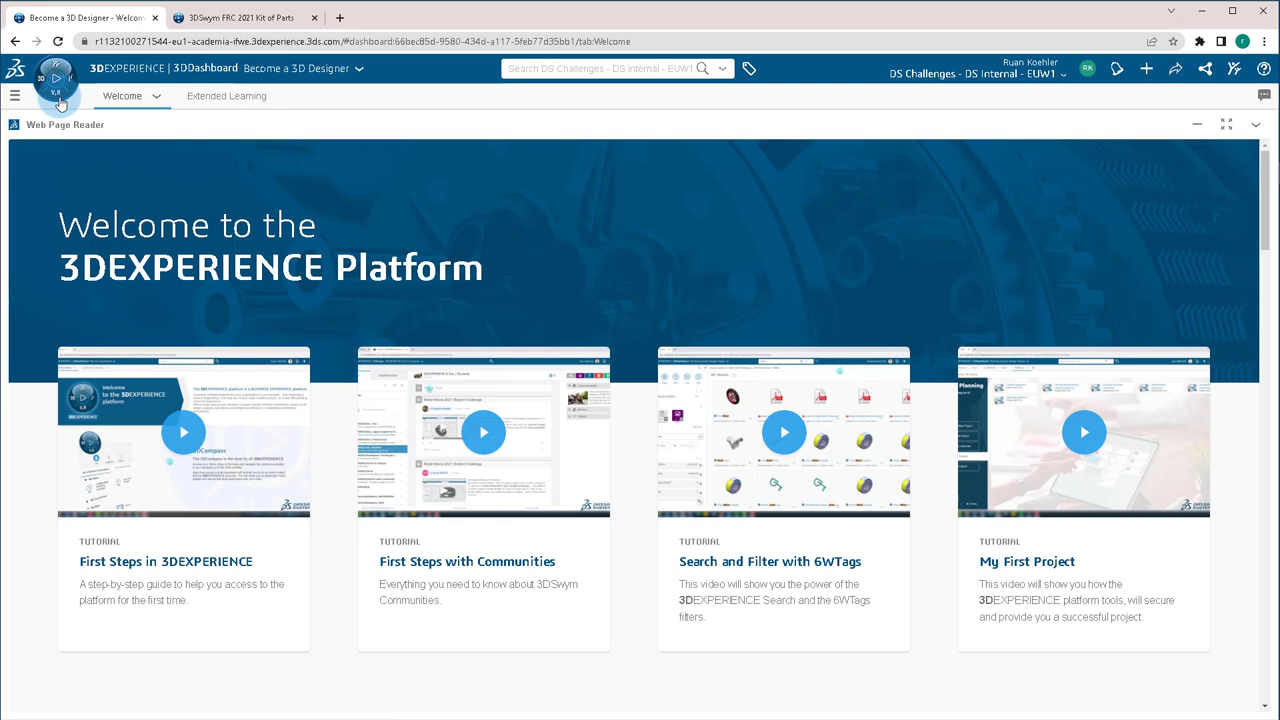 Become a 3D Designer - Welcom
3DSwym FRC 2021 Kit of Parts
r1132100271544-eu1-academia-ifwe.3dexperience.3ds.com/#dashboard:66bec85d-9580-434d-a117-5feb77d35bb1/tab:Welcome
r
3DEXPERIENCE | 3DDashboard Become a 3D Designer
Search DS Challenges - DS Internal - EUW1
Ruan Koehler
DS Challenges - DS Internal - EUW1
RK
3D
V.R
Welcome
Extended Learning
Web Page Reader
Welcome to the
3DEXPERIENCE Platform
TUTORIAL
First Steps in 3DEXPERIENCE
A step-by-step guide to help you access to the
platform for the first time.
TUTORIAL
First Steps with Communities
Everything you need to know about 3DSwym
Communities.
TUTORIAL
Search and Filter with 6WTags
This video will show you the power of the
3DEXPERIENCE Search and the 6WTags
filters.
TUTORIAL
My First Project
This video will show you how the
3DEXPERIENCE platform tools, will secure
and provide you a successful project.